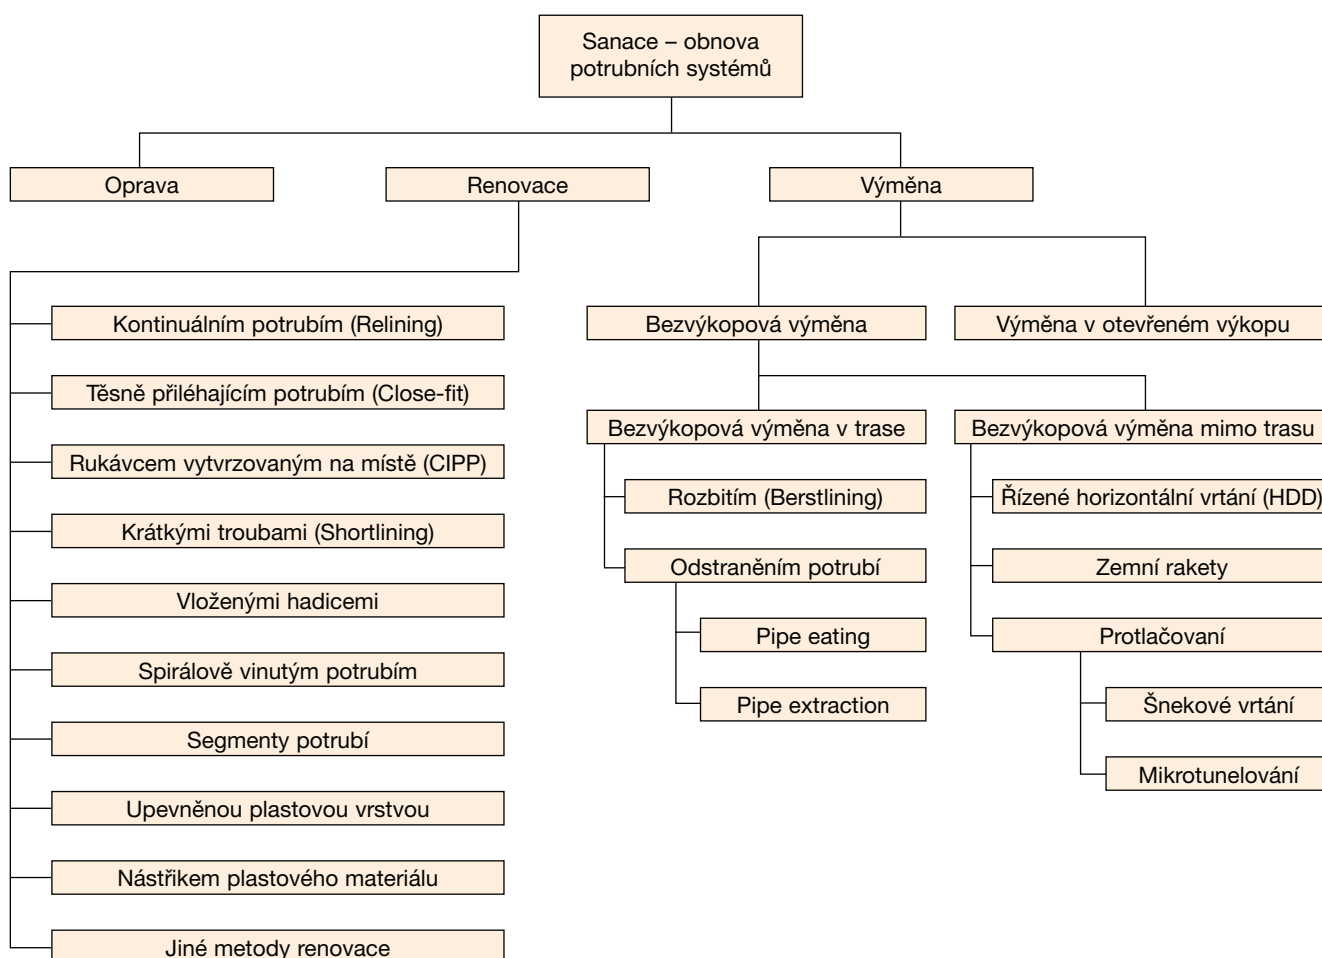 Sanace – obnova
potrubních systémů
Oprava
Renovace
Výměna
Kontinuálním potrubím (Relining)
Těsně přiléhajícím potrubím (Close-fit)
Rukávcem vytvrzovaným na místě (CIPP)
Krátkými troubami (Shortlining)
Vloženými hadicemi
Spirálově vinutým potrubím
Segmenty potrubí
Upevněnou plastovou vrstvou
Nástřikem plastového materiálu
Jiné metody renovace
Bezvýkopová výměna
Výměna v otevřeném výkopu
Bezvýkopová výměna v trase
Rozbitím (Berstlining)
Odstraněním potrubí
Pipe eating
Pipe extraction
Bezvýkopová výměna mimo trasu
Řízené horizontální vrtání (HDD)
Zemní rakety
Protlačovaní
Šnekové vrtání
Mikrotunelování